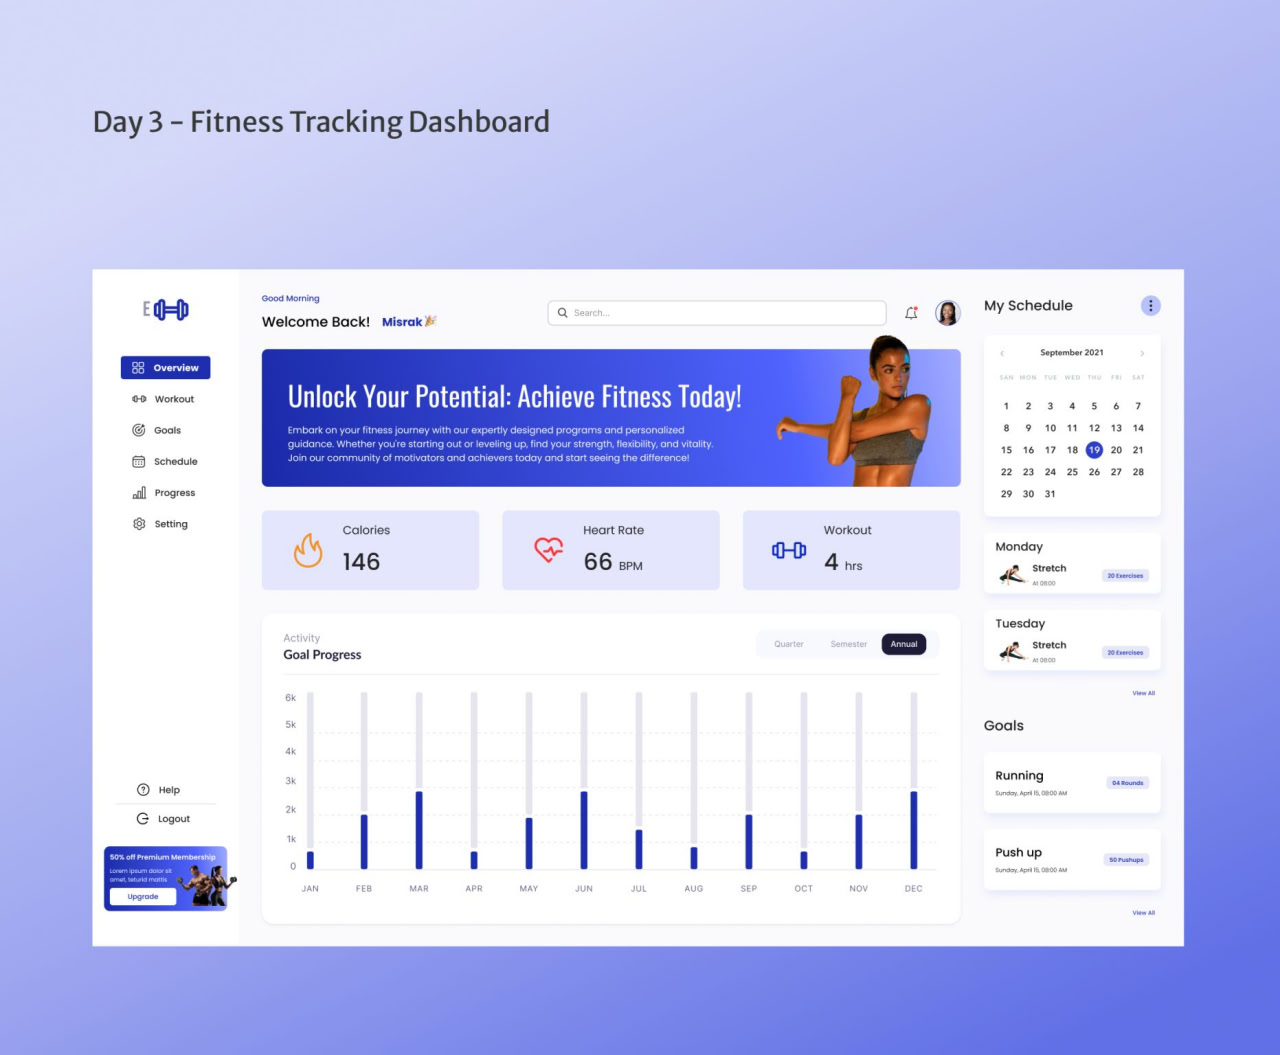 Day 3 - Fitness Tracking Dashboard
E
Overview
Workout
Goals
Schedule
Progress
Setting
Help
Logout
50% off Premium Membership
Lorem ipsum dolor sit
amet, teturid mattis
Upgrade
Good Morning
Welcome Back! Misrak
Search...
Unlock Your Potential: Achieve Fitness Today!
Embark on your fitness journey with our expertly designed programs and personalized
guidance. Whether you're starting out or leveling up, find your strength, flexibility, and vitality.
Join our community of motivators and achievers today and start seeing the difference!
Calories
146
Heart Rate
66 BPM
Workout
4 hrs
Activity
Goal Progress
Quarter Semester Annual
6k
5k
4k
3k
2k
1k
0
JAN FEB MAR APR MAY JUN JUL AUG SEP OCT NOV DEC
My Schedule
September 2021
SAN MON TUE WED THU FRI SAT
1 2 3 4 5 6 7
8 9 10 11 12 13 14
15 16 17 18 19 20 21
22 23 24 25 26 27 28
29 30 31
Monday
Stretch
At 08:00
20 Exercises
Tuesday
Stretch
At 08:00
20 Exercises
View All
Goals
Running
Sunday, April 15, 08:00 AM
04 Rounds
Push up
Sunday, April 15, 08:00 AM
50 Pushups
View All